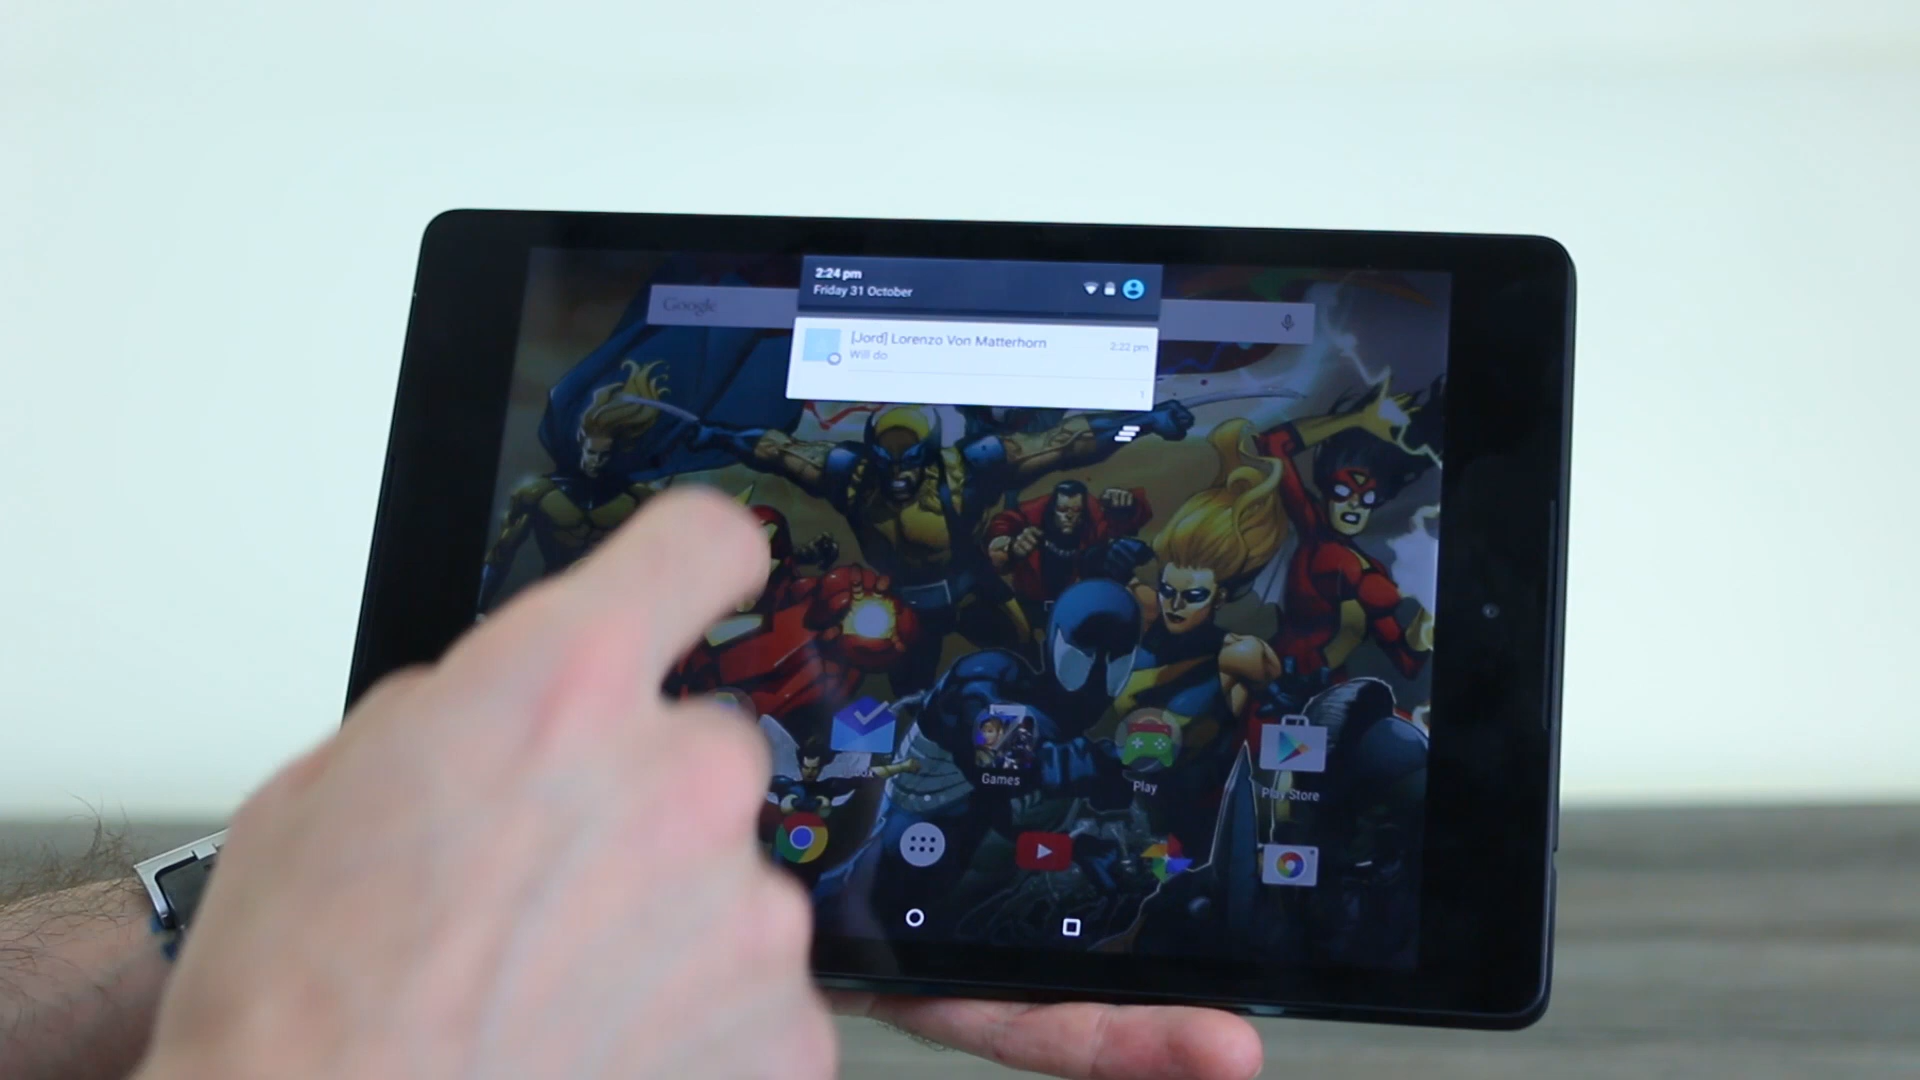 2:24 pm
Friday 31 October
Google
[Jord] Lorenzo Von Matterhorn
2:22 pm
Will do
1
Games
Play
Play Store